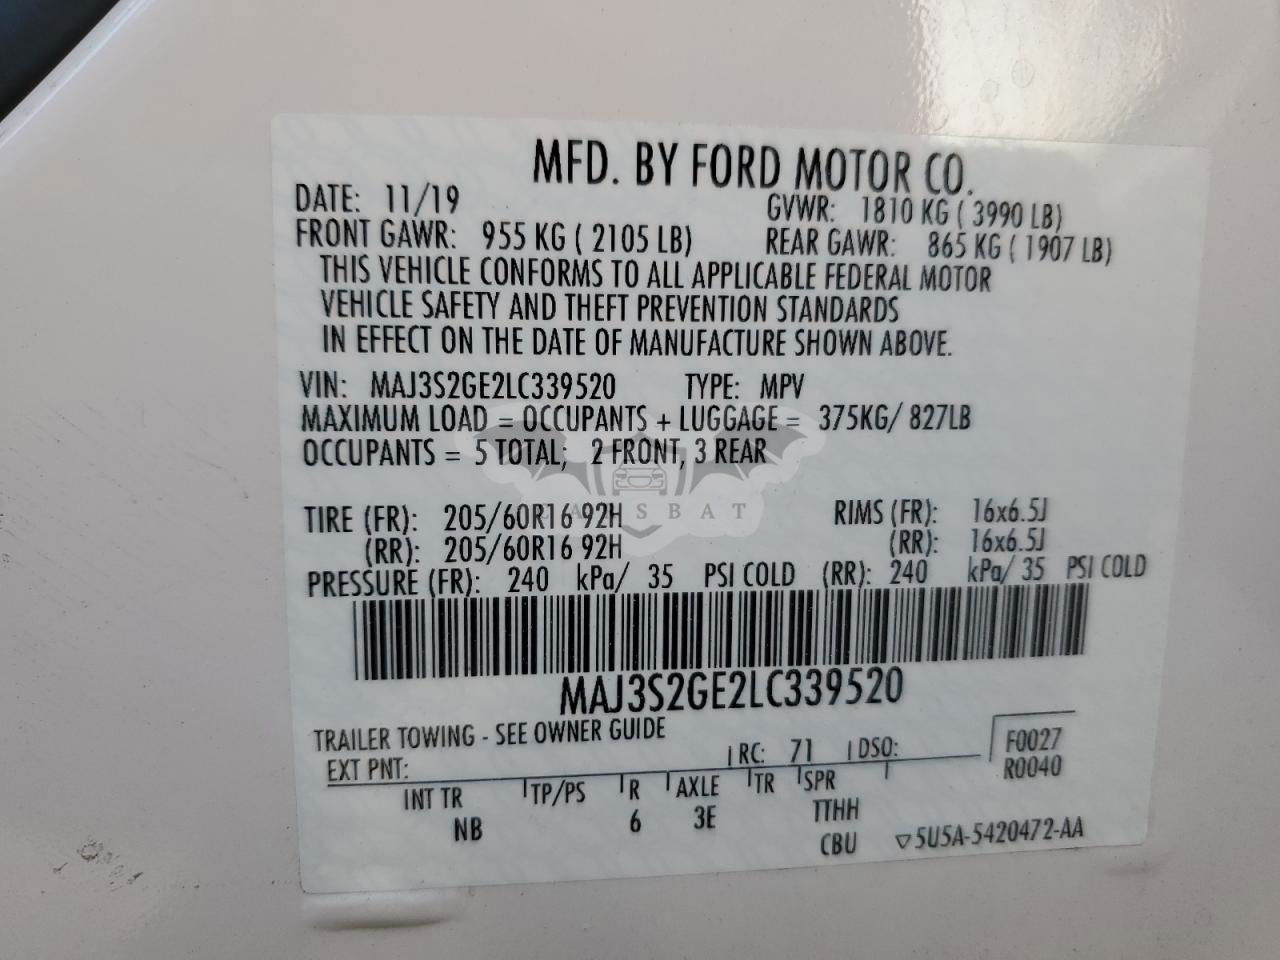 MFD. BY FORD MOTOR CO.
DATE: 11/19 GVWR: 1810 KG ( 3990 LB)
FRONT GAWR: 955 KG ( 2105 LB) REAR GAWR: 865 KG ( 1907 LB)
THIS VEHICLE CONFORMS TO ALL APPLICABLE FEDERAL MOTOR
VEHICLE SAFETY AND THEFT PREVENTION STANDARDS
IN EFFECT ON THE DATE OF MANUFACTURE SHOWN ABOVE.
VIN: MAJ3S2GE2LC339520 TYPE: MPV
MAXIMUM LOAD = OCCUPANTS + LUGGAGE = 375KG/ 827LB
OCCUPANTS = 5 TOTAL; 2 FRONT, 3 REAR
TIRE (FR): 205/60R16 92H RIMS (FR): 16x6.5J
(RR): 205/60R16 92H (RR): 16x6.5J
PRESSURE (FR): 240 kPa/ 35 PSI COLD (RR): 240 kPa/ 35 PSI COLD
MAJ3S2GE2LC339520
TRAILER TOWING - SEE OWNER GUIDE
EXT PNT: RC: 71 DSO: F0027
R0040
INT TR TP/PS R AXLE TR SPR
NB 6 3E TTHH
CBU 5U5A-5420472-AA